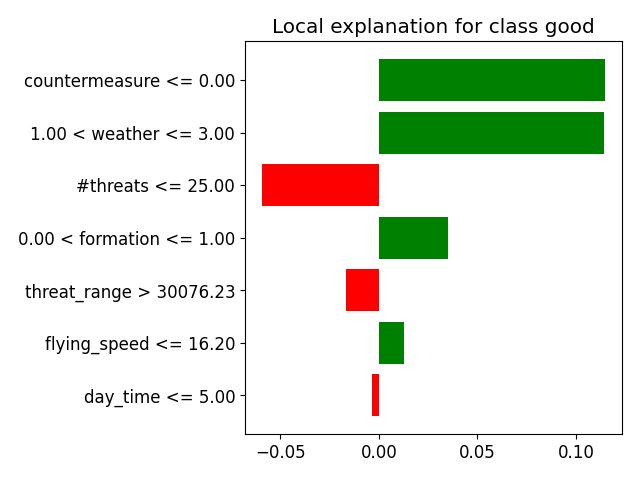 Local explanation for class good
countermeasure <= 0.00
1.00 < weather <= 3.00
#threats <= 25.00
0.00 < formation <= 1.00
threat_range > 30076.23
flying_speed <= 16.20
day_time <= 5.00
−0.05 0.00 0.05 0.10